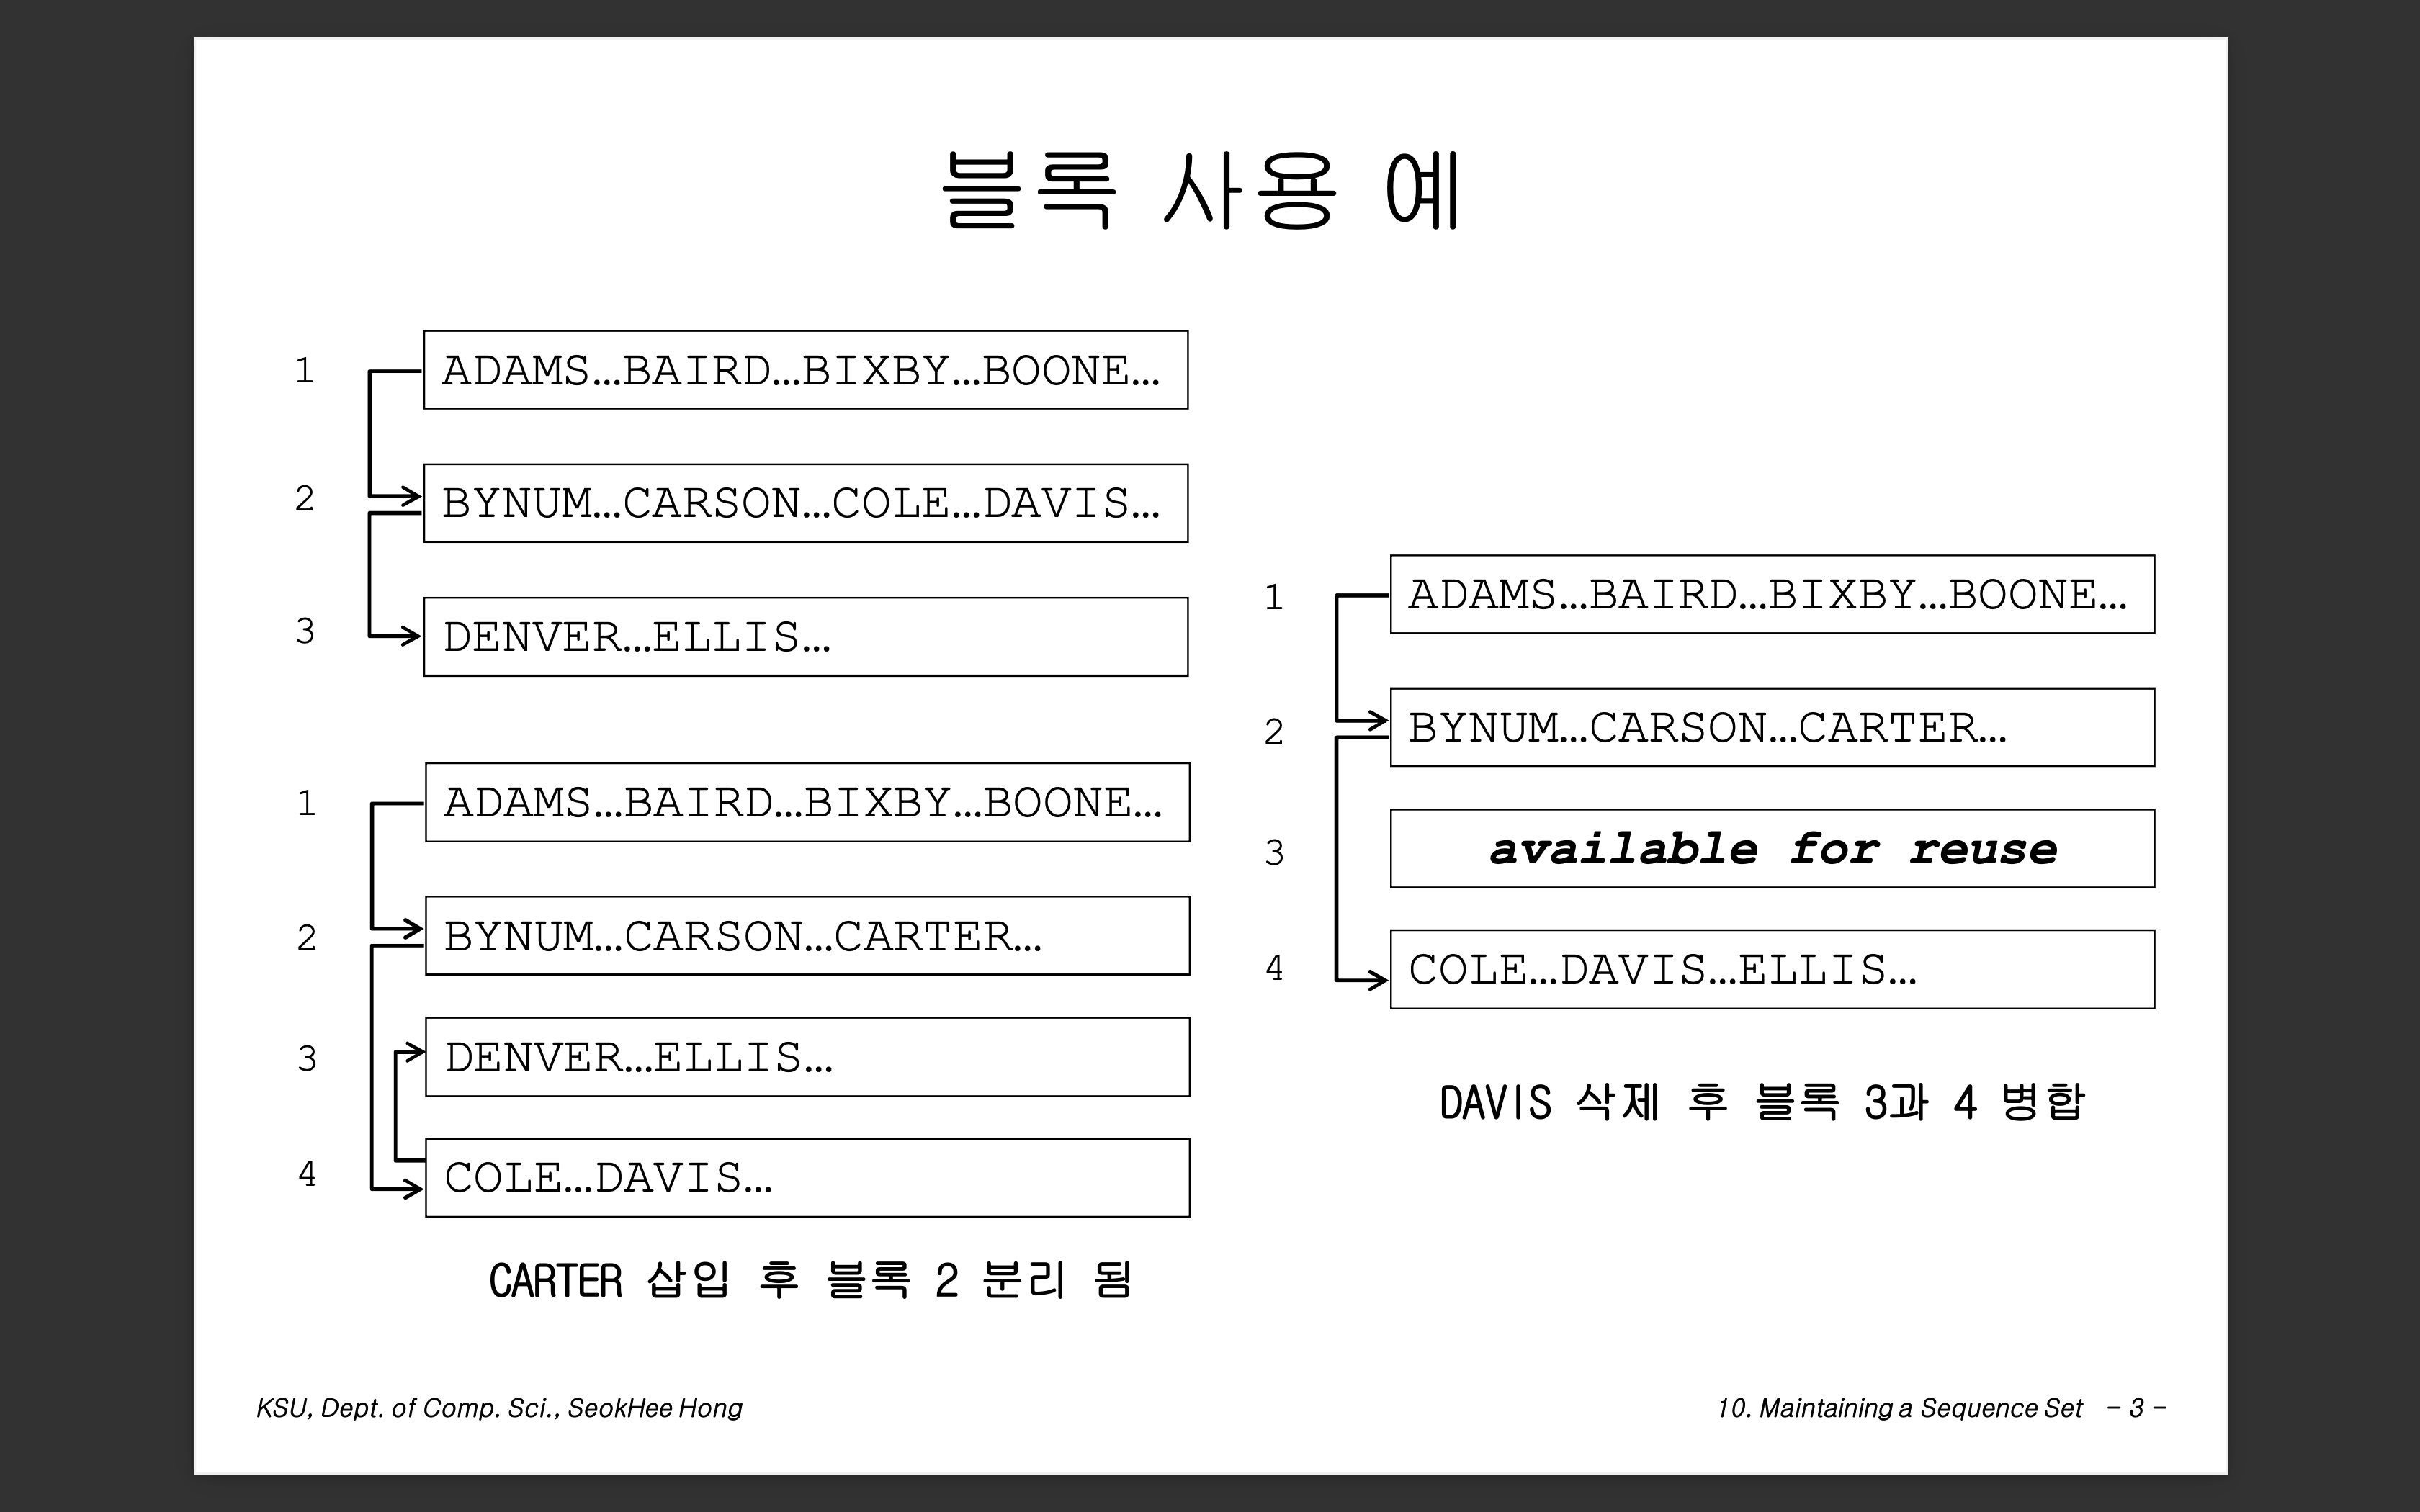 블록 사용 예
1 ADAMS...BAIRD...BIXBY...BOONE...
2 BYNUM...CARSON...COLE...DAVIS...
3 DENVER...ELLIS...
1 ADAMS...BAIRD...BIXBY...BOONE...
2 BYNUM...CARSON...CARTER...
3 DENVER...ELLIS...
4 COLE...DAVIS...
CARTER 삽입 후 블록 2 분리 됨
1 ADAMS...BAIRD...BIXBY...BOONE...
2 BYNUM...CARSON...CARTER...
3 available for reuse
4 COLE...DAVIS...ELLIS...
DAVIS 삭제 후 블록 3과 4 병합
KSU, Dept. of Comp. Sci., SeokHee Hong
10. Maintaining a Sequence Set - 3 -